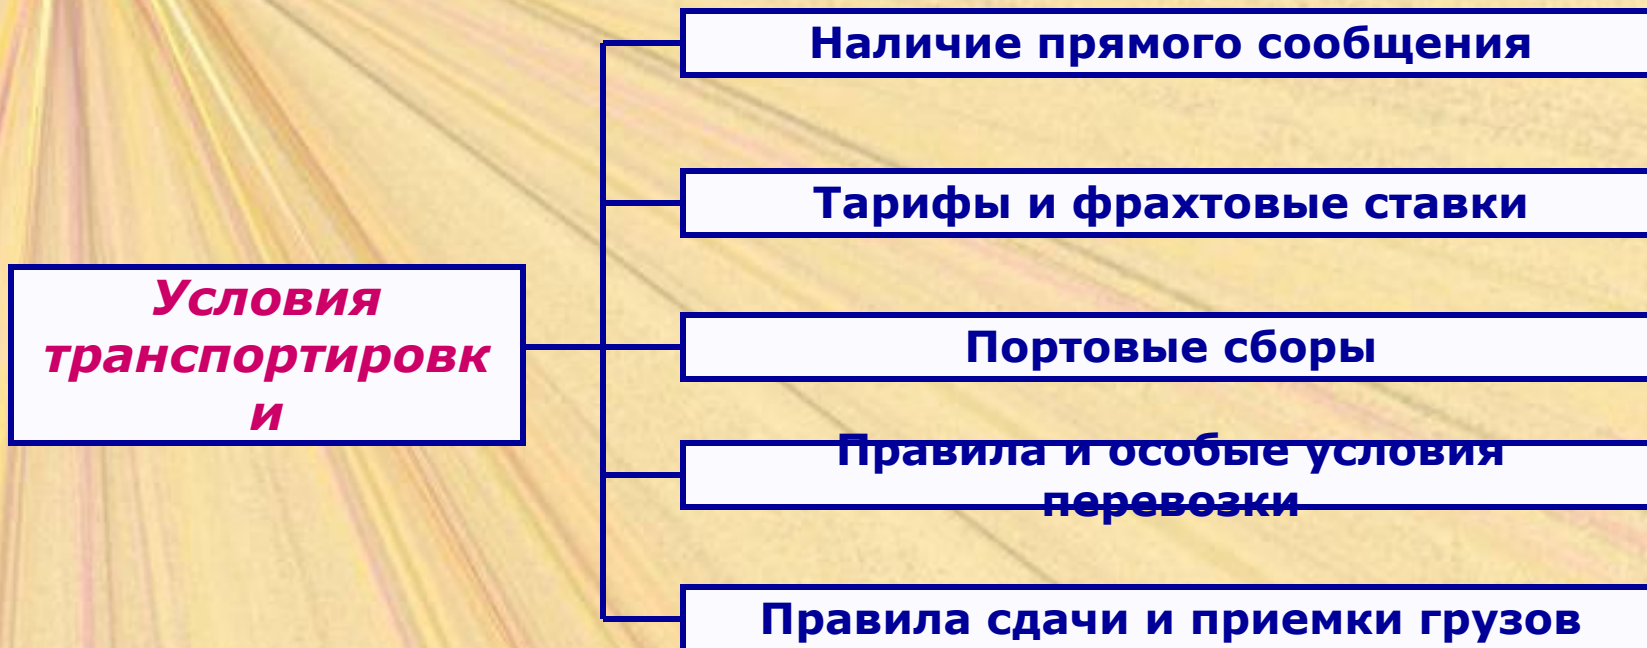 Наличие прямого сообщения
Тарифы и фрахтовые ставки
Условия
транспортировк
и
Портовые сборы
Правила и особые условия
перевозки
Правила сдачи и приемки грузов